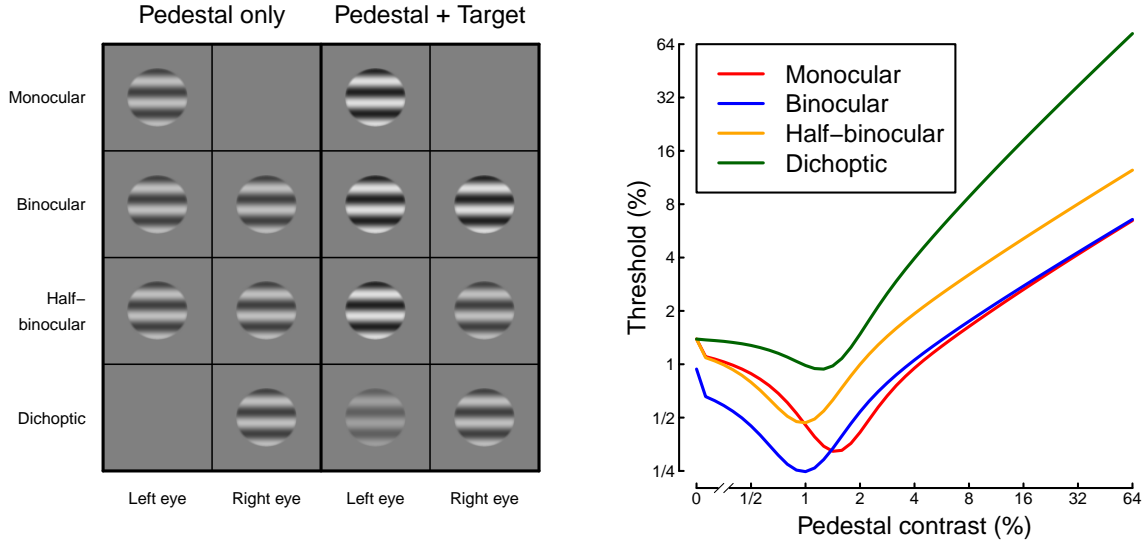 Pedestal only
Pedestal + Target
Monocular
Binocular
Half−
binocular
Dichoptic
Left eye
Right eye
Left eye
Right eye
Threshold (%)
64
32
16
8
4
2
1
1/2
1/4
Monocular
Binocular
Half−binocular
Dichoptic
0
1/2
1
2
4
8
16
32
64
Pedestal contrast (%)